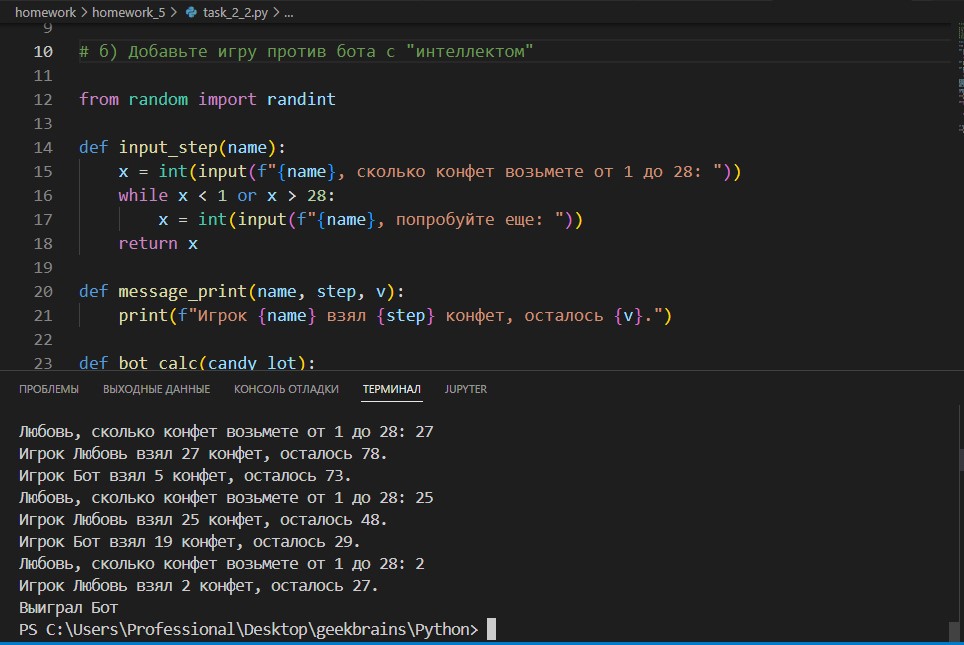 homework > homework_5 > task_2_2.py > ...
9
10 # б) Добавьте игру против бота с "интеллектом"
11
12 from random import randint
13
14 def input_step(name):
15 x = int(input(f"{name}, сколько конфет возьмете от 1 до 28: "))
16 while x < 1 or x > 28:
17 x = int(input(f"{name}, попробуйте еще: "))
18 return x
19
20 def message_print(name, step, v):
21 print(f"Игрок {name} взял {step} конфет, осталось {v}.")
22
23 def bot_calc(candy_lot):
ПРОБЛЕМЫ ВЫХОДНЫЕ ДАННЫЕ КОНСОЛЬ ОТЛАДКИ ТЕРМИНАЛ JUPYTER
Любовь, сколько конфет возьмете от 1 до 28: 27
Игрок Любовь взял 27 конфет, осталось 78.
Игрок Бот взял 5 конфет, осталось 73.
Любовь, сколько конфет возьмете от 1 до 28: 25
Игрок Любовь взял 25 конфет, осталось 48.
Игрок Бот взял 19 конфет, осталось 29.
Любовь, сколько конфет возьмете от 1 до 28: 2
Игрок Любовь взял 2 конфет, осталось 27.
Выиграл Бот
PS C:\Users\Professional\Desktop\geekbrains\Python>